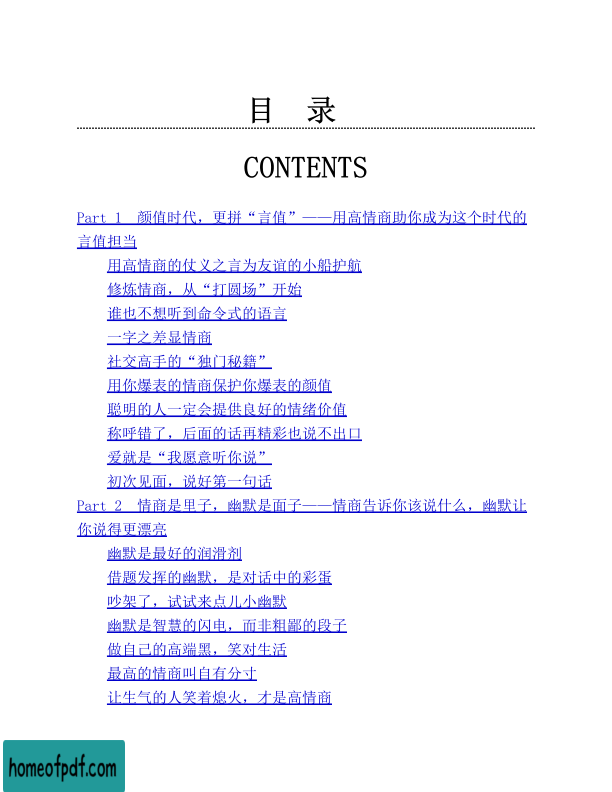 目 录
CONTENTS
Part 1 颜值时代，更拼“言值”——用高情商助你成为这个时代的
言值担当
用高情商的仗义之言为友谊的小船护航
修炼情商，从“打圆场”开始
谁也不想听到命令式的语言
一字之差显情商
社交高手的“独门秘籍”
用你爆表的情商保护你爆表的颜值
聪明的人一定会提供良好的情绪价值
称呼错了，后面的话再精彩也说不出口
爱就是“我愿意听你说”
初次见面，说好第一句话
Part 2 情商是里子，幽默是面子——情商告诉你该说什么，幽默让
你说得更漂亮
幽默是最好的润滑剂
借题发挥的幽默，是对话中的彩蛋
吵架了，试试来点儿小幽默
幽默是智慧的闪电，而非粗鄙的段子
做自己的高端黑，笑对生活
最高的情商叫自有分寸
让生气的人笑着熄火，才是高情商
homeofpdf.com